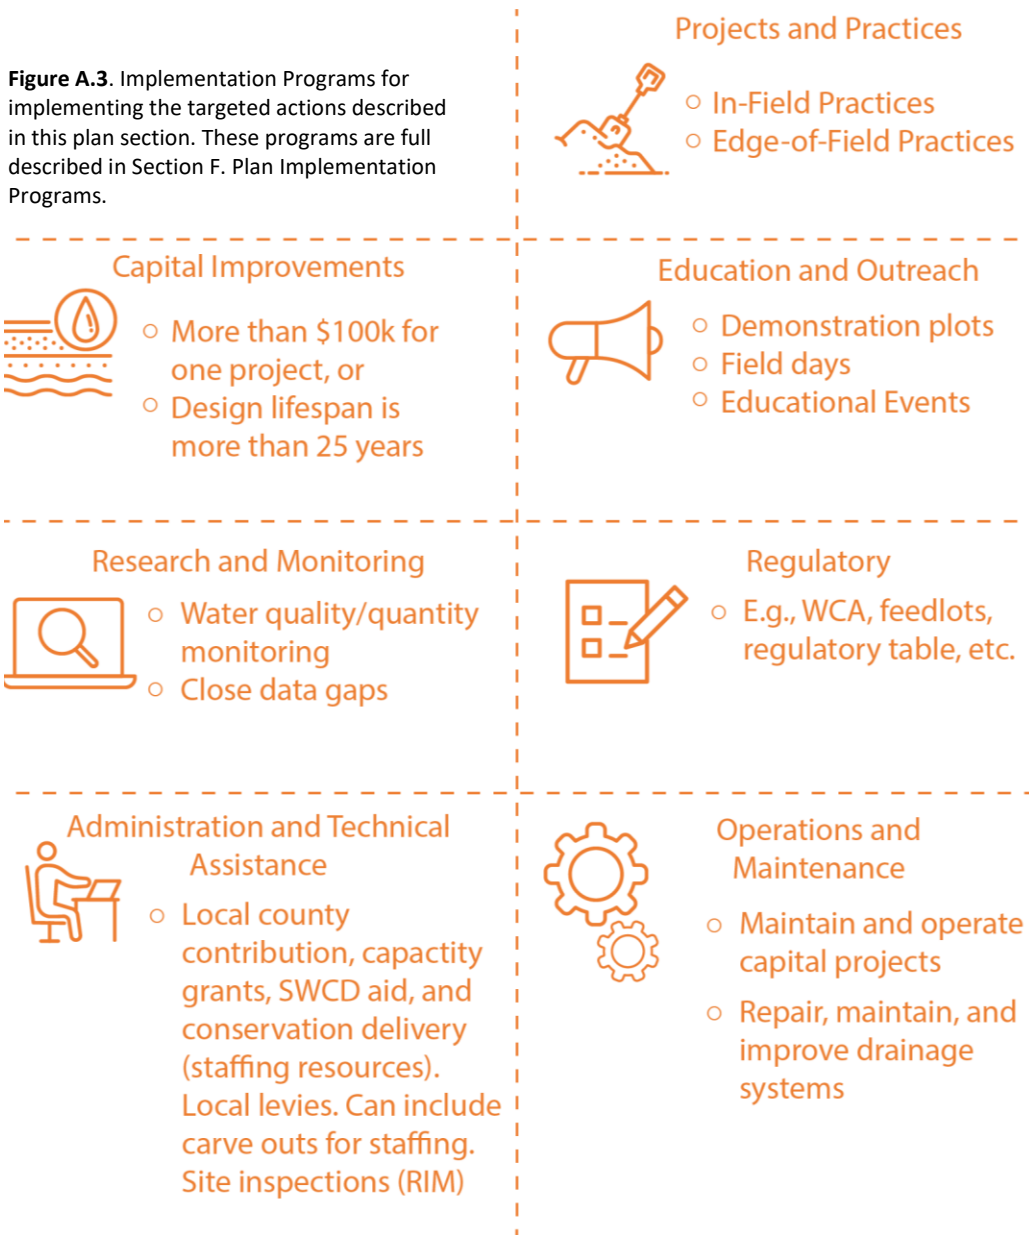 Figure A.3. Implementation Programs for
implementing the targeted actions described
in this plan section. These programs are full
described in Section F. Plan Implementation
Programs.
Projects and Practices
○ In-Field Practices
○ Edge-of-Field Practices
Capital Improvements
○ More than $100k for
one project, or
○ Design lifespan is
more than 25 years
Education and Outreach
○ Demonstration plots
○ Field days
○ Educational Events
Research and Monitoring
○ Water quality/quantity
monitoring
○ Close data gaps
Regulatory
○ E.g., WCA, feedlots,
regulatory table, etc.
Administration and Technical
Assistance
○ Local county
contribution, capactity
grants, SWCD aid, and
conservation delivery
(staffing resources).
Local levies. Can include
carve outs for staffing.
Site inspections (RIM)
Operations and
Maintenance
○ Maintain and operate
capital projects
○ Repair, maintain, and
improve drainage
systems